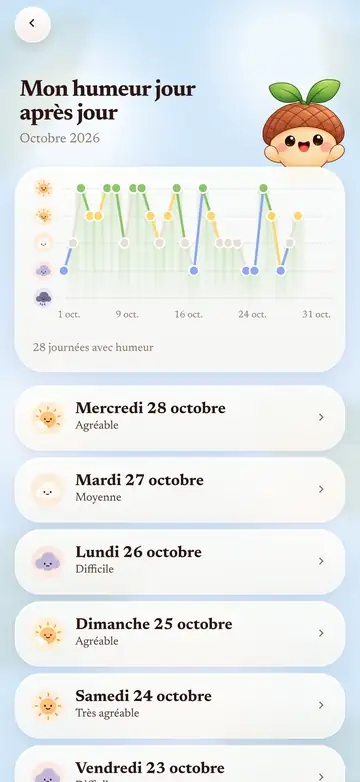 Mon humeur jour
après jour
Octobre 2026
1 oct. 9 oct. 16 oct. 24 oct. 31 oct.
28 journées avec humeur
Mercredi 28 octobre
Agréable
Mardi 27 octobre
Moyenne
Lundi 26 octobre
Difficile
Dimanche 25 octobre
Agréable
Samedi 24 octobre
Très agréable
Vendredi 23 octobre